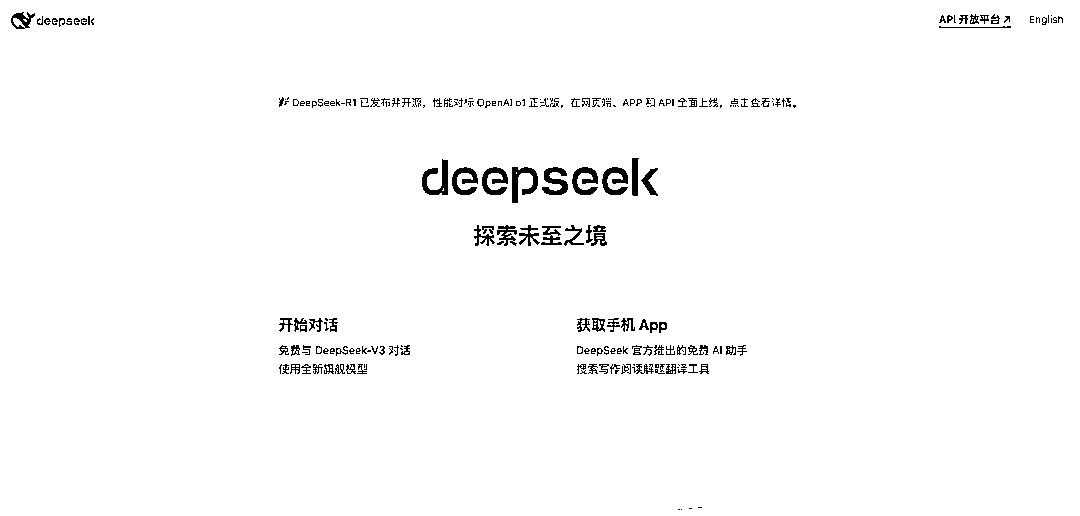 deepseek
API 开放平台↗
English
DeepSeek-R1 已发布并开源，性能对标 OpenAI o1 正式版，在网页端、APP 和 API 全面上线，点击查看详情。
deepseek
探索未至之境
开始对话
免费与 DeepSeek-V3 对话
使用全新旗舰模型
获取手机 App
DeepSeek 官方推出的免费 AI 助手
搜索写作阅读解题翻译工具